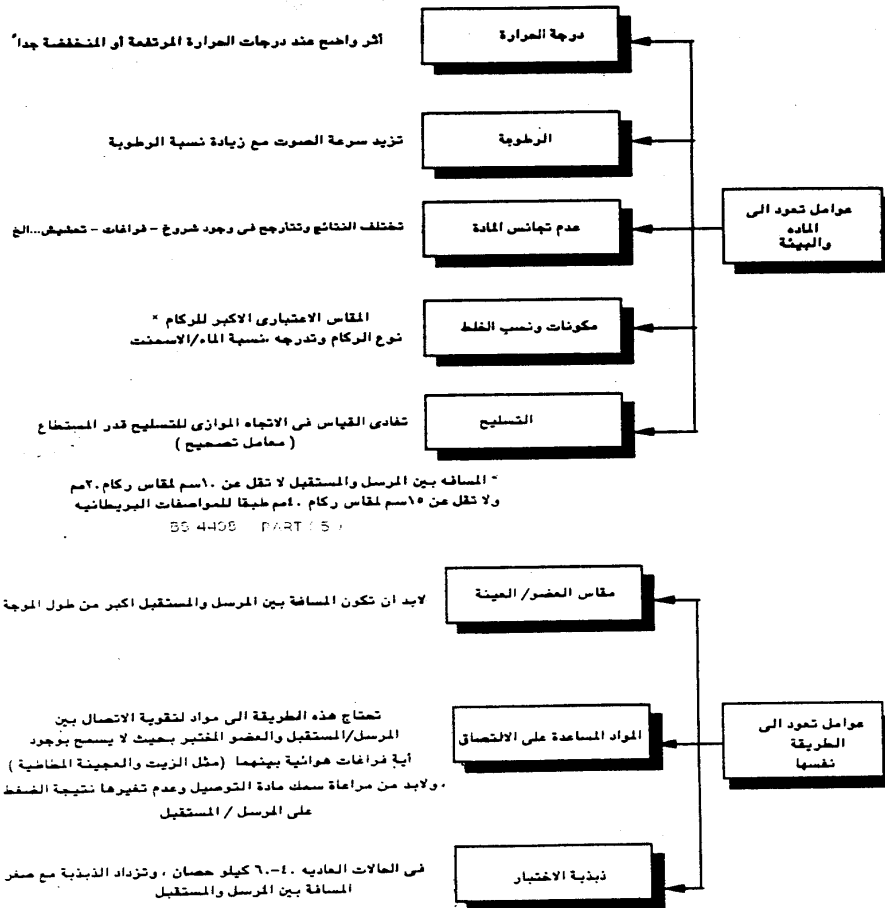 درجة الحرارة
أثر واضح عند درجات الحرارة المرتفعة أو المنخفضة جداً
الرطوبة
تزيد سرعة الصوت مع زيادة نسبة الرطوبة
عوامل تعود الى
الماده
والبيئة
عدم تجانس المادة
تختلف النتائج وتتأرجح فى وجود شروخ - فراغات - تعشيش...الخ
مكونات ونسب الخلط
المقاس الاعتبارى الاكبر للركام *
نوع الركام وتدرجه ،نسبة الماء/الاسمنت
التسليح
تفادى القياس فى الاتجاه الموازى للتسليح قدر المستطاع
( معامل تصحيح )
* المسافه بين المرسل والمستقبل لا تقل عن ١٠سم لمقاس ركام ٢٠مم
ولا تقل عن ١٥سم لمقاس ركام ٤٠مم طبقا للمواصفات البريطانيه
BS 4408 PART ( 5 )
مقاس العضو/ العينة
لابد ان تكون المسافة بين المرسل والمستقبل اكبر من طول الموجة
عوامل تعود الى
الطريقة
نفسها
المواد المساعدة على الالتصاق
تحتاج هذه الطريقة الى مواد لتقوية الاتصال بين
المرسل/المستقبل والعضو المختبر بحيث لا يسمح بوجود
أية فراغات هوائية بينهما (مثل الزيت والعجينة المطاطية )
، ولابد من مراعاة سمك مادة التوصيل وعدم تغيرها نتيجة الضغط
على المرسل / المستقبل
ذبذبة الاختبار
فى الحالات العاديه ٤٠-٦٠ كيلو حصان ، وتزداد الذبذبة مع صغر
المسافة بين المرسل والمستقبل